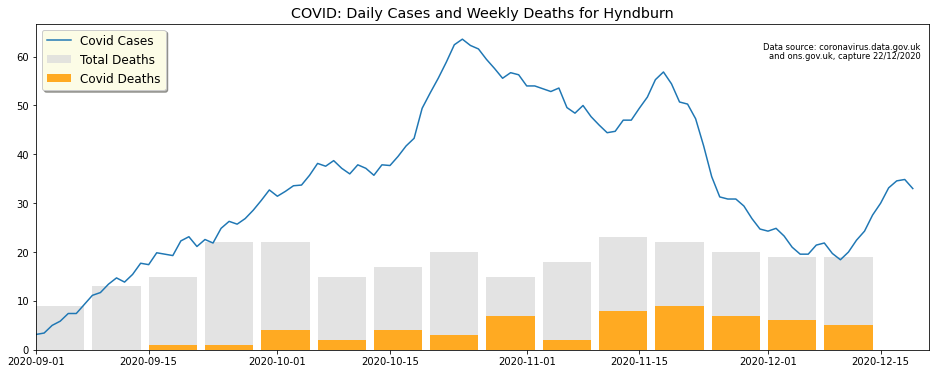 COVID: Daily Cases and Weekly Deaths for Hyndburn
Covid Cases
Total Deaths
Covid Deaths
Data source: coronavirus.data.gov.uk
and ons.gov.uk, capture 22/12/2020
60
50
40
30
20
10
0
2020-09-01
2020-09-15
2020-10-01
2020-10-15
2020-11-01
2020-11-15
2020-12-01
2020-12-15